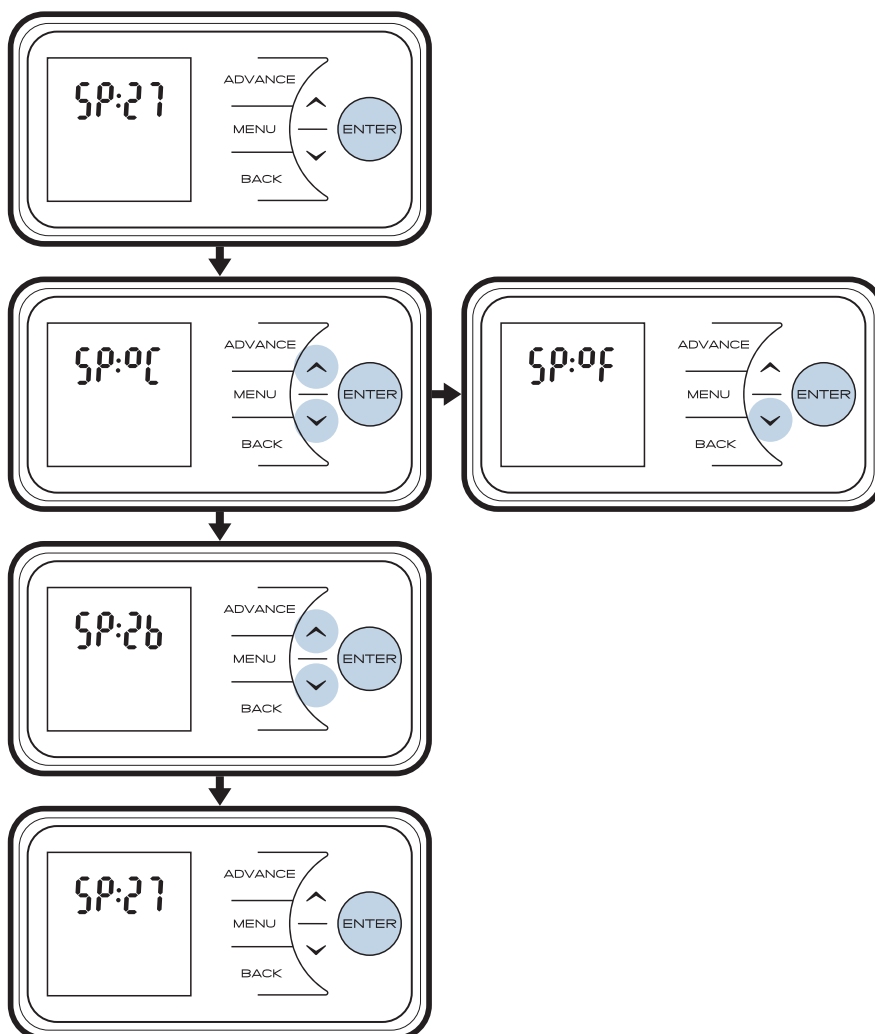 SP:27
ADVANCE
MENU
ENTER
BACK
SP:°C
ADVANCE
MENU
ENTER
BACK
SP:°F
ADVANCE
MENU
ENTER
BACK
SP:26
ADVANCE
MENU
ENTER
BACK
SP:27
ADVANCE
MENU
ENTER
BACK